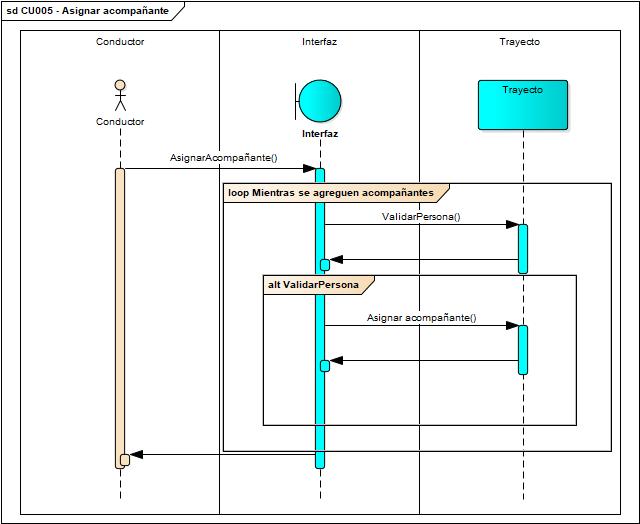 sd CU005 - Asignar acompañante
Conductor
Interfaz
Trayecto
Trayecto
Conductor
Interfaz
AsignarAcompañante()
loop Mientras se agreguen acompañantes
ValidarPersona()
alt ValidarPersona
Asignar acompañante()